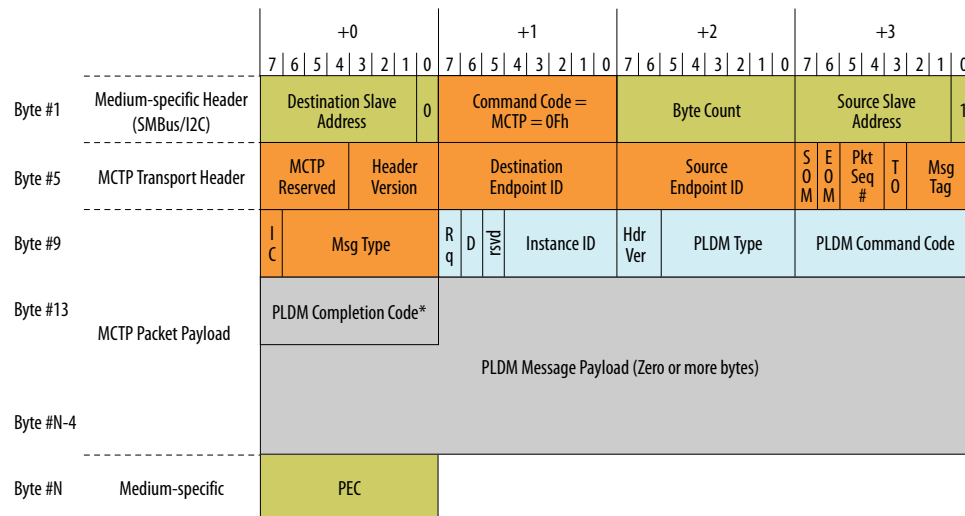 +0 +1 +2 +3
7 6 5 4 3 2 1 0 7 6 5 4 3 2 1 0 7 6 5 4 3 2 1 0 7 6 5 4 3 2 1 0
Byte #1
Medium-specific Header
(SMBus/I2C)
Destination Slave
Address
0
Command Code =
MCTP = 0Fh
Byte Count
Source Slave
Address
1
Byte #5
MCTP Transport Header
MCTP
Reserved
Header
Version
Destination
Endpoint ID
Source
Endpoint ID
S
O
M
E
O
M
Pkt
Seq
#
T
O
Msg
Tag
Byte #9
I
C
Msg Type
R
q
D
rsvd
Instance ID
Hdr
Ver
PLDM Type
PLDM Command Code
Byte #13
PLDM Completion Code*
MCTP Packet Payload
PLDM Message Payload (Zero or more bytes)
Byte #N-4
Byte #N
Medium-specific
PEC